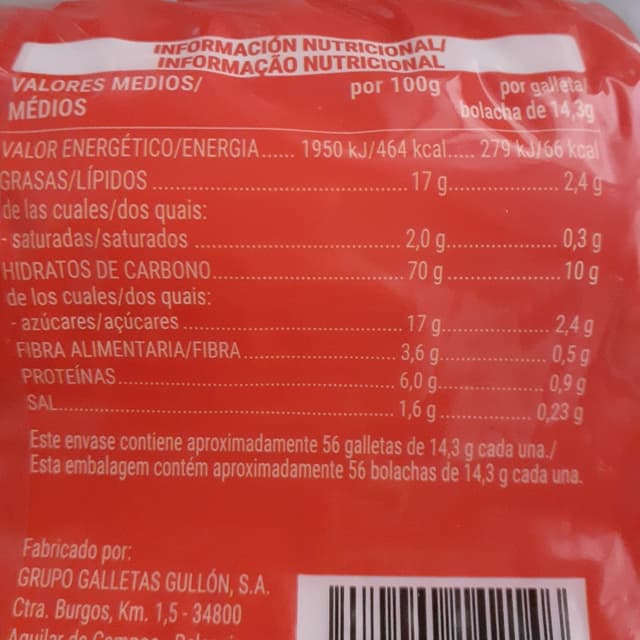 INFORMACIÓN NUTRICIONAL/
INFORMAÇÃO NUTRICIONAL
VALORES MEDIOS/ por 100g por galleta/
MÉDIOS bolacha de 14,3g
VALOR ENERGÉTICO/ENERGIA...... 1950 kJ/464 kcal..... 279 kJ/66 kcal
GRASAS/LÍPIDOS ........ 17 g........ 2,4 g
de las cuales/dos quais:
- saturadas/saturados ........ 2,0 g........ 0,3 g
HIDRATOS DE CARBONO........ 70 g ........ 10 g
de los cuales/dos quais:
- azúcares/açúcares ........ 17 g........ 2,4 g
FIBRA ALIMENTARIA/FIBRA........ 3,6 g........ 0,5 g
PROTEÍNAS........ 6,0 g........ 0,9 g
SAL........ 1,6 g ........ 0,23 g
Este envase contiene aproximadamente 56 galletas de 14,3 g cada una./
Esta embalagem contém aproximadamente 56 bolachas de 14,3 g cada una.
Fabricado por:
GRUPO GALLETAS GULLÓN, S.A.
Ctra. Burgos, Km. 1,5 - 34800
Aguilar de Campoo